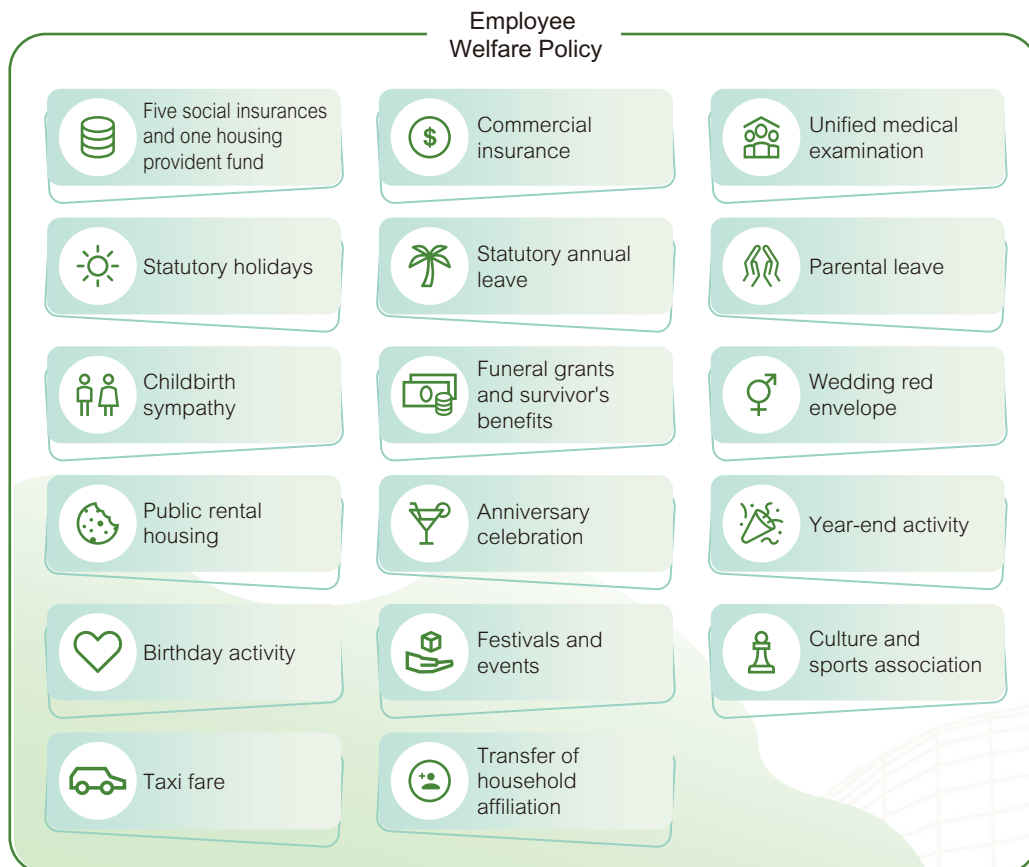 Employee
Welfare Policy
Five social insurances
and one housing
provident fund
Commercial
insurance
Unified medical
examination
Statutory holidays
Statutory annual
leave
Parental leave
Childbirth
sympathy
Funeral grants
and survivor's
benefits
Wedding red
envelope
Public rental
housing
Anniversary
celebration
Year-end activity
Birthday activity
Festivals and
events
Culture and
sports association
Taxi fare
Transfer of
household
affiliation